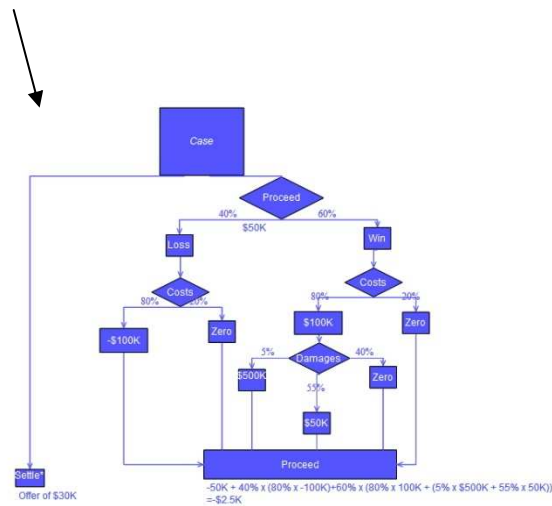 Case
Proceed
40% 60%
$50K
Loss Win
Costs Costs
80% 20% 80% 20%
-$100K Zero $100K Zero
Damages
5% 40%
$500K Zero
55%
$50K
Proceed
Settle*
Offer of $30K
-50K + 40% x (80% x -100K)+60% x (80% x 100K + (5% x $500K + 55% x 50K))
=-$2.5K